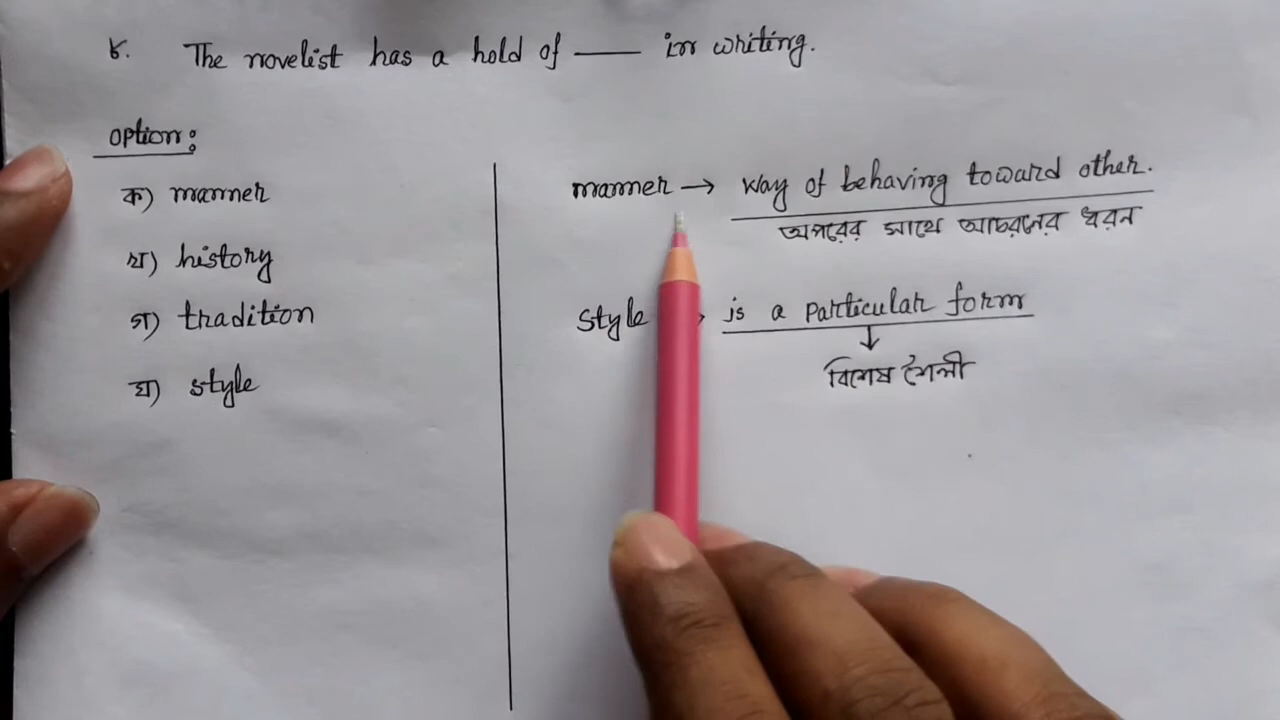 ৮. The novelist has a hold of —— in writing.
option:
ক) manner
খ) history
গ) tradition
ঘ) style
manner → way of behaving toward other.
অপরের সাথে আচরনের ধরন
style → is a particular form
↓
বিশেষ শৈলী